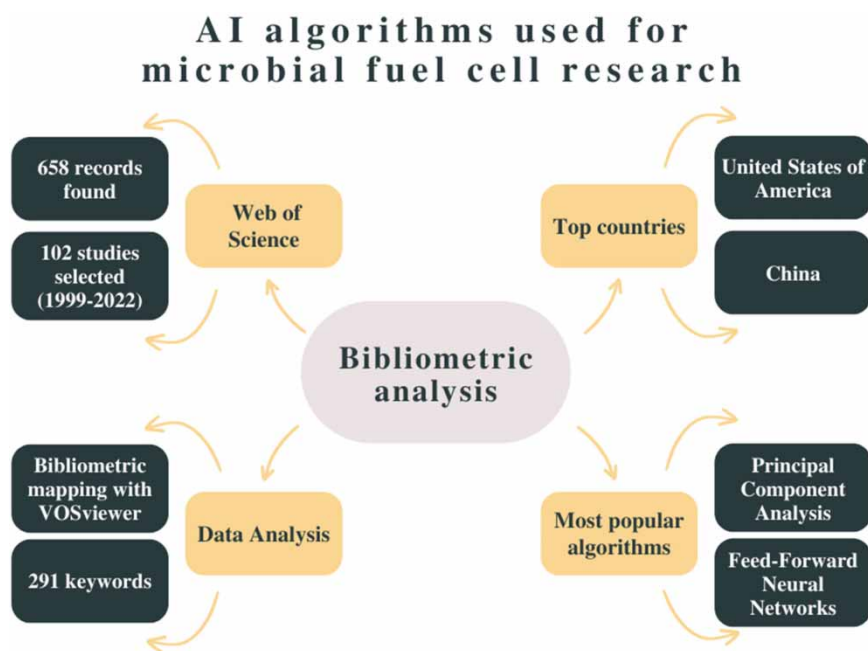 AI algorithms used for
microbial fuel cell research
658 records
found
102 studies
selected
(1999-2022)
Web of
Science
Top countries
United States of
America
China
Bibliometric
analysis
Bibliometric
mapping with
VOSviewer
291 keywords
Data Analysis
Most popular
algorithms
Principal
Component
Analysis
Feed-Forward
Neural
Networks